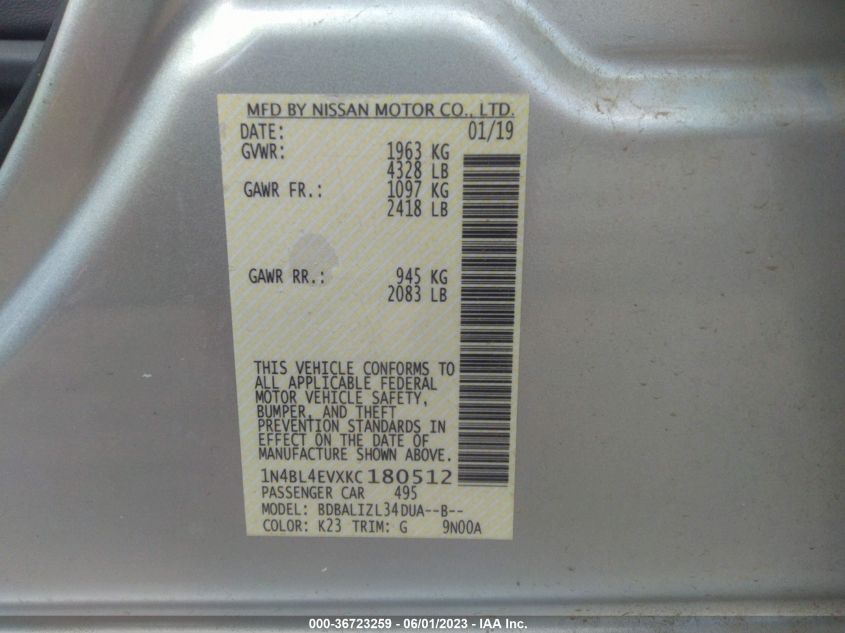 MFD BY NISSAN MOTOR CO., LTD.
DATE: 01/19
GVWR: 1963 KG
4328 LB
GAWR FR.: 1097 KG
2418 LB
GAWR RR.: 945 KG
2083 LB
THIS VEHICLE CONFORMS TO
ALL APPLICABLE FEDERAL
MOTOR VEHICLE SAFETY,
BUMPER, AND THEFT
PREVENTION STANDARDS IN
EFFECT ON THE DATE OF
MANUFACTURE SHOWN ABOVE.
1N4BL4EVXKC180512
PASSENGER CAR 495
MODEL: BDBALIZL34DUA--B--
COLOR: K23 TRIM: G 9N00A
000-36723259 - 06/01/2023 - IAA Inc.